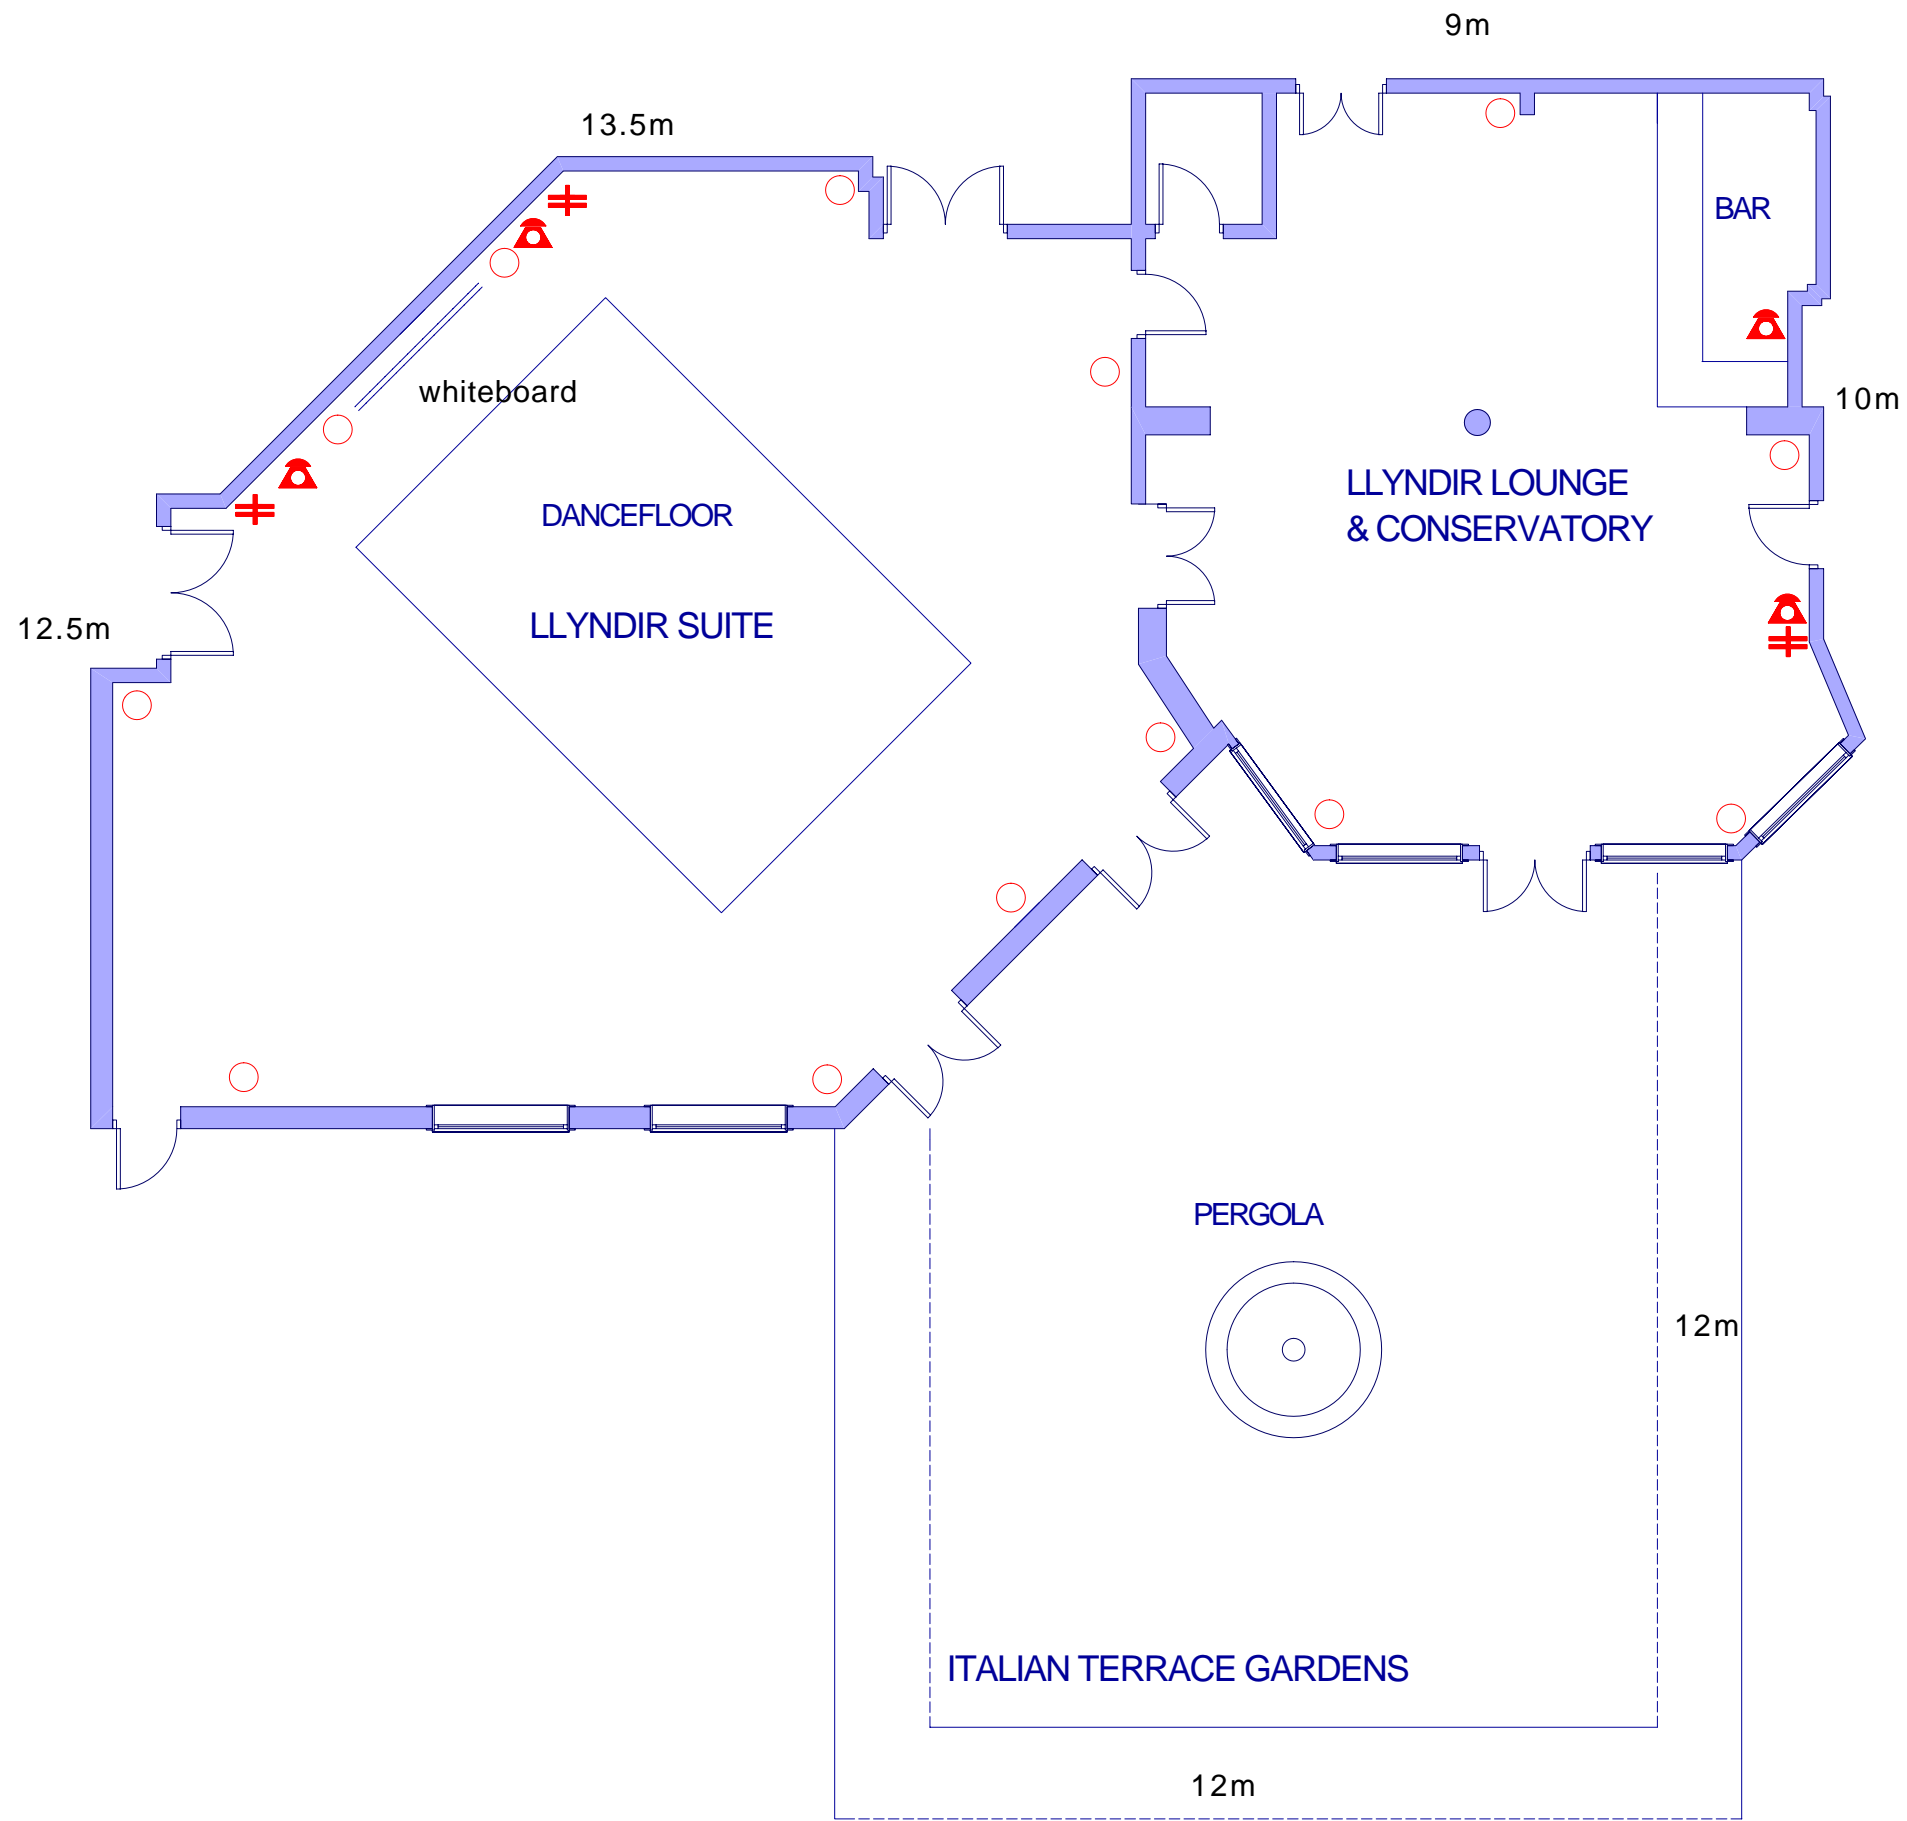 9m
13.5m
BAR
whiteboard
10m
LLYNDIR LOUNGE
& CONSERVATORY
DANCEFLOOR
LLYNDIR SUITE
12.5m
PERGOLA
12m
ITALIAN TERRACE GARDENS
12m